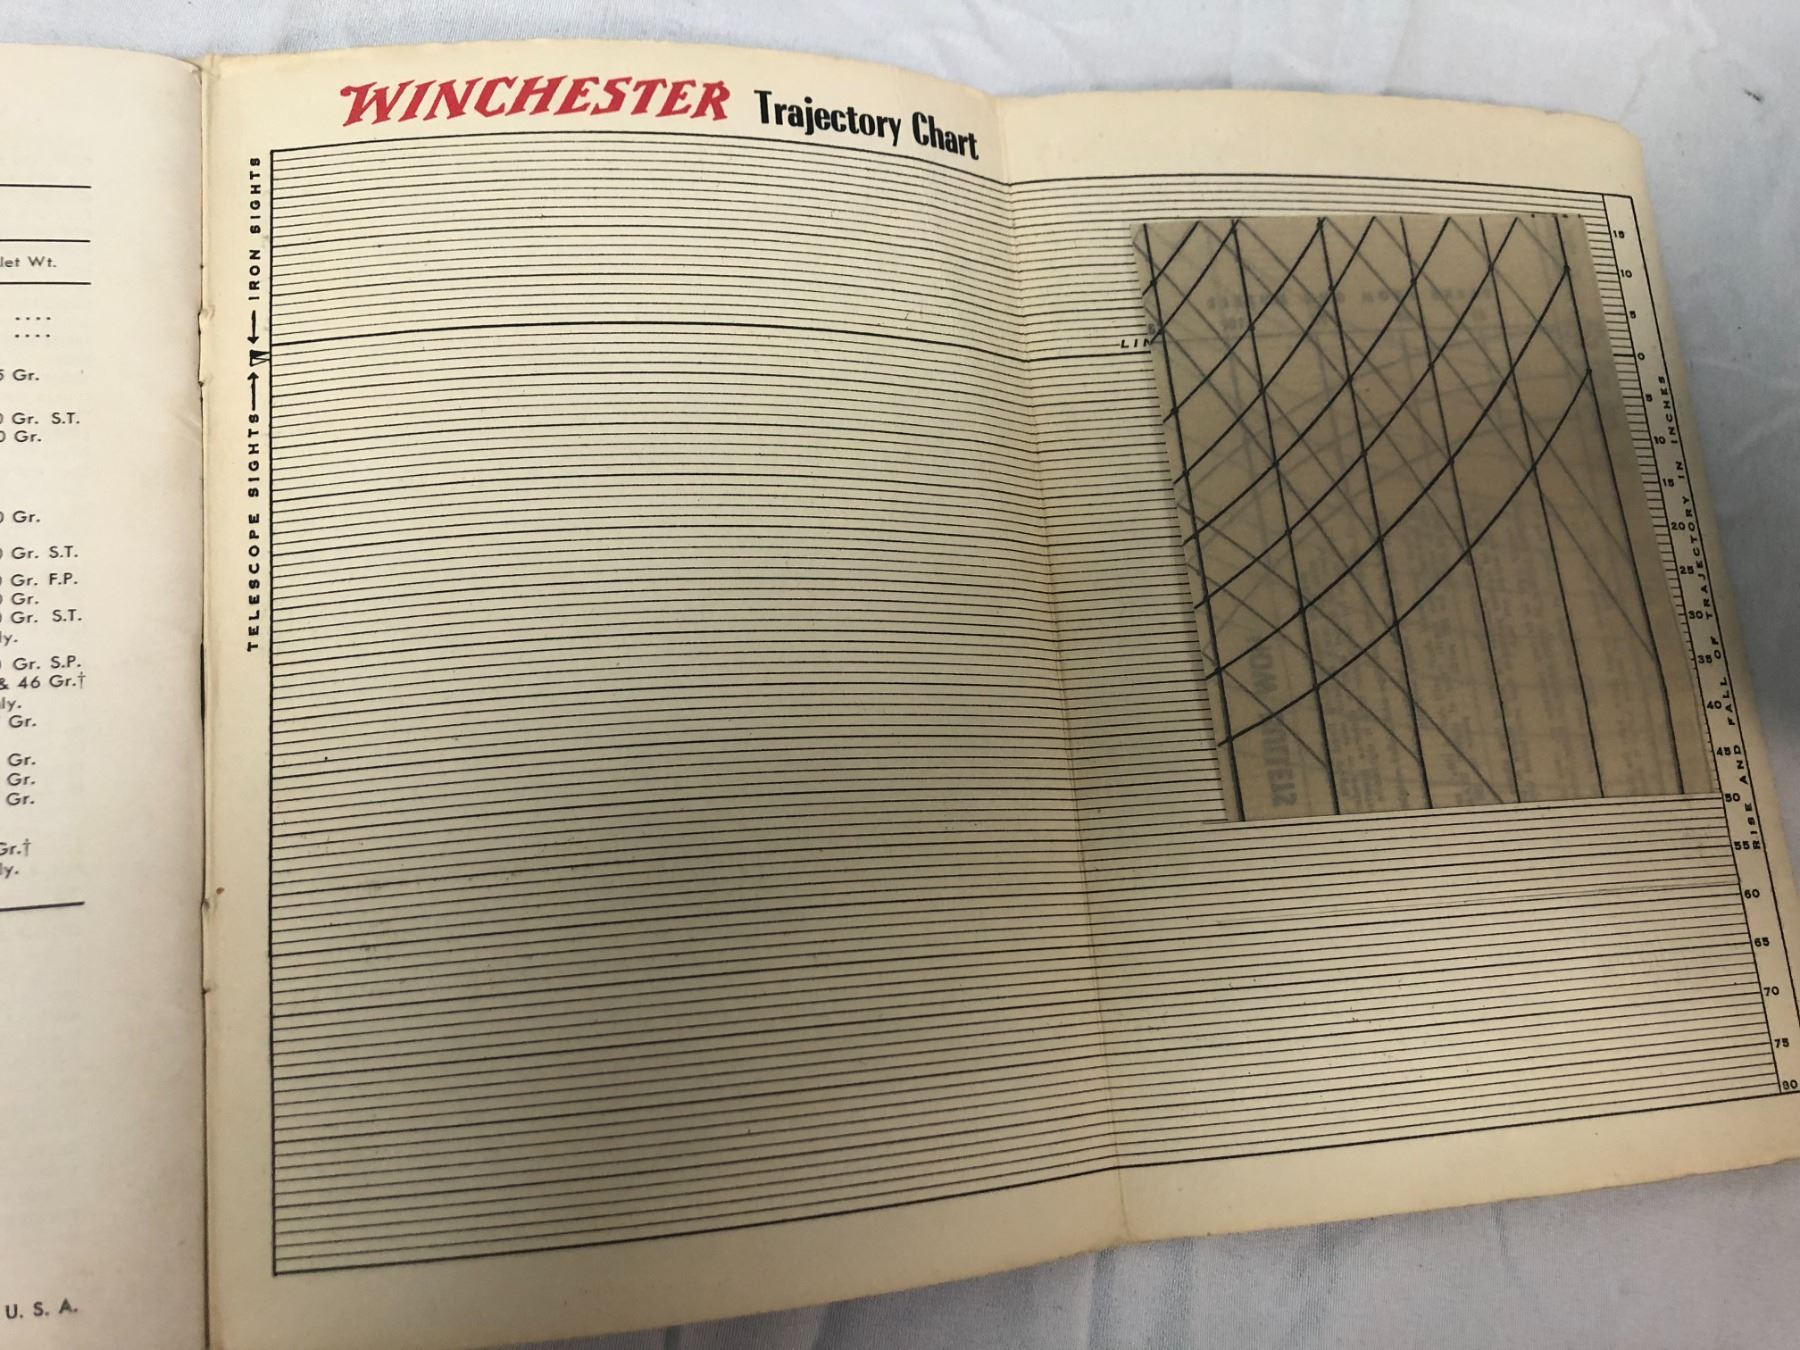 WINCHESTER Trajectory Chart
IRON SIGHTS
TELESCOPE SIGHTS
LIN
15
10
5
0
5
10
15
20
25
30
35
40
45
50
55
60
65
70
75
80
RISE AND FALL OF TRAJECTORY IN INCHES
let Wt.
....
....
5 Gr.
0 Gr. S.T.
0 Gr.
0 Gr.
0 Gr. S.T.
0 Gr. F.P.
0 Gr.
0 Gr. S.T.
ly.
0 Gr. S.P.
& 46 Gr.†
ly.
Gr.
Gr.
Gr.
Gr.
Gr.†
ly.
U. S. A.